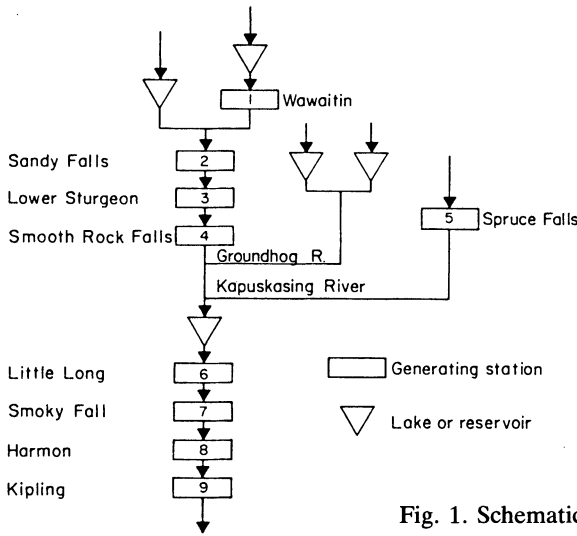 1 Wawaitin
Sandy Falls 2
Lower Sturgeon 3
5 Spruce Falls
Smooth Rock Falls 4
Groundhog R.
Kapuskasing River
Little Long 6
Generating station
Smoky Fall 7
Lake or reservoir
Harmon 8
Kipling 9
Fig. 1. Schematic